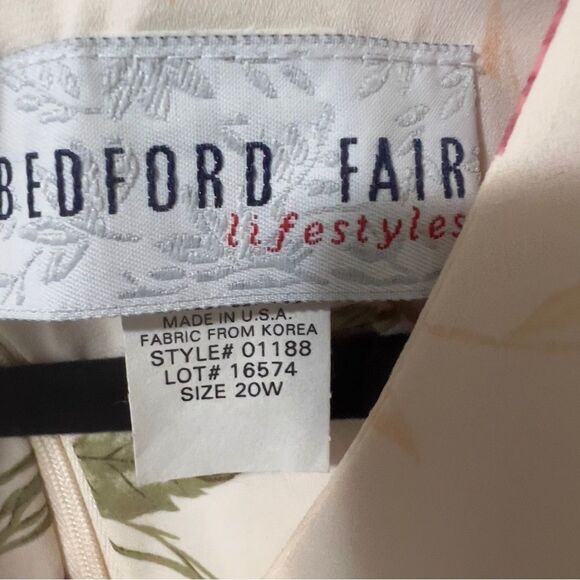 BEDFORD FAIR
lifestyles
MADE IN U.S.A.
FABRIC FROM KOREA
STYLE# 01188
LOT# 16574
SIZE 20W